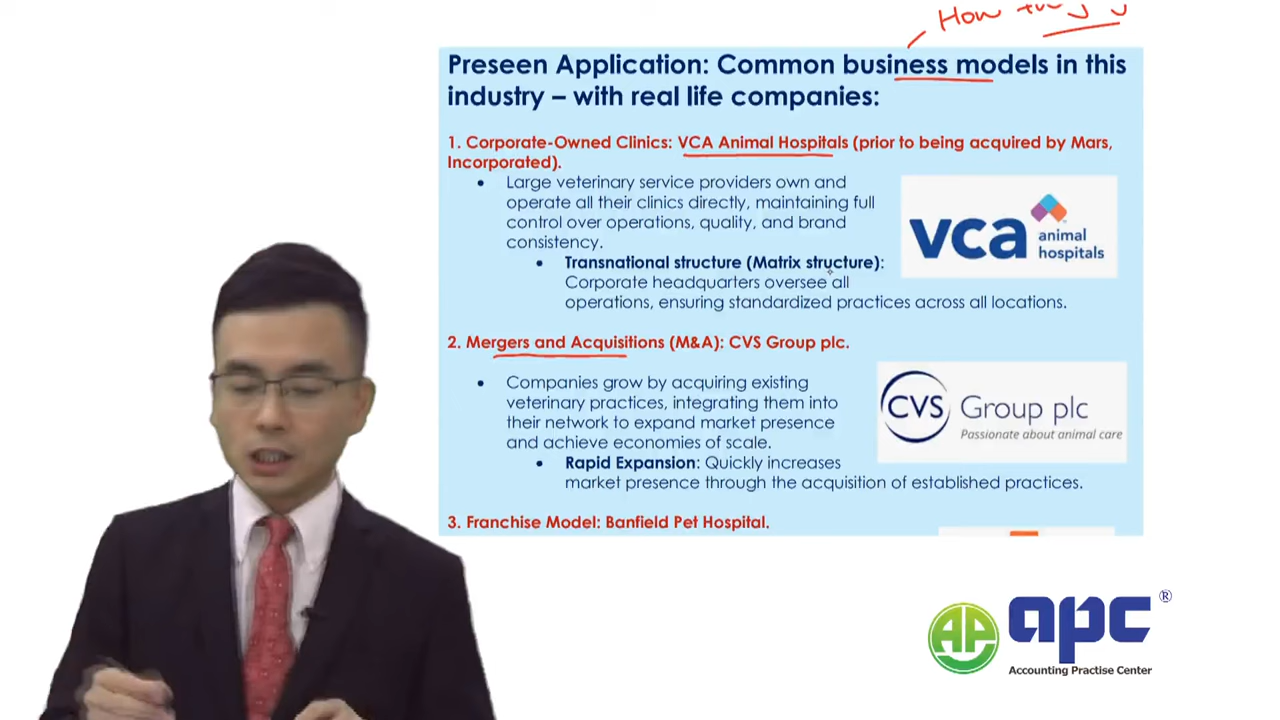 How
Preseen Application: Common business models in this
industry – with real life companies:
1. Corporate-Owned Clinics: VCA Animal Hospitals (prior to being acquired by Mars,
Incorporated).
• Large veterinary service providers own and
operate all their clinics directly, maintaining full
control over operations, quality, and brand
consistency.
• Transnational structure (Matrix structure):
Corporate headquarters oversee all
operations, ensuring standardized practices across all locations.
vca animal
hospitals
2. Mergers and Acquisitions (M&A): CVS Group plc.
• Companies grow by acquiring existing
veterinary practices, integrating them into
their network to expand market presence
and achieve economies of scale.
• Rapid Expansion: Quickly increases
market presence through the acquisition of established practices.
CVS Group plc
Passionate about animal care
3. Franchise Model: Banfield Pet Hospital.
AP apc ®
Accounting Practise Center